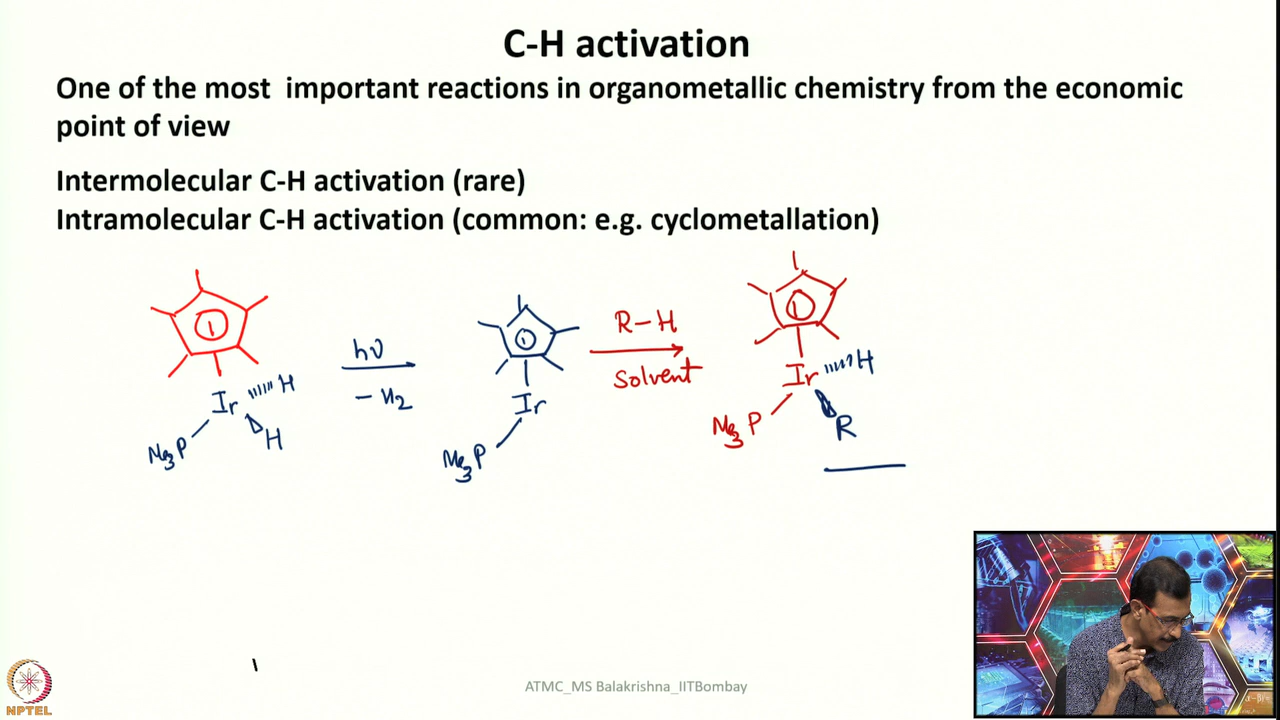 C-H activation
One of the most important reactions in organometallic chemistry from the economic
point of view
Intermolecular C-H activation (rare)
Intramolecular C-H activation (common: e.g. cyclometallation)
Ir H
H
Me3P
hν
- H2
Ir
Me3P
R-H
Solvent
Ir H
R
Me3P
ATMC_MS Balakrishna_IITBombay
NPTEL